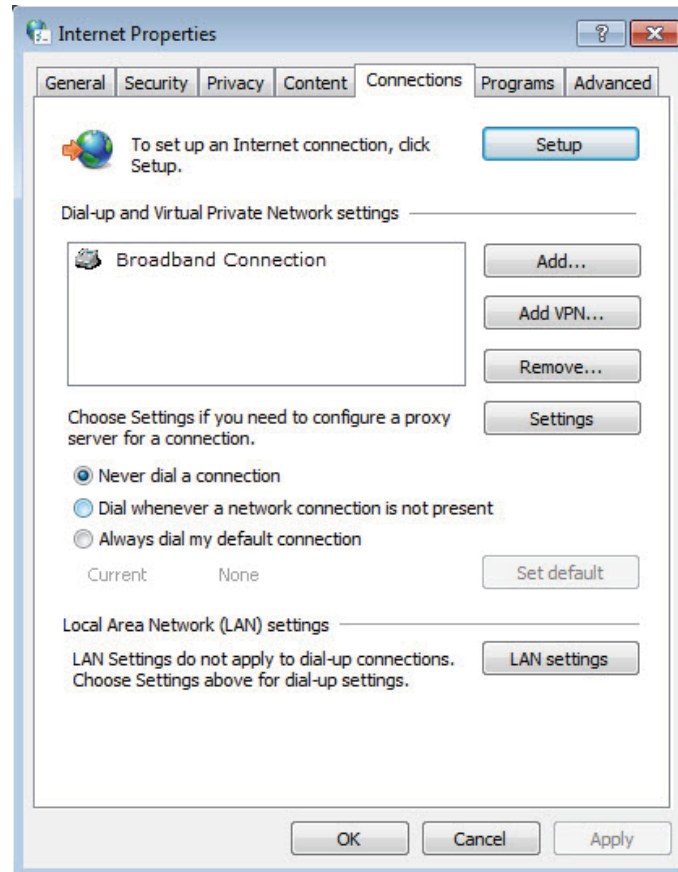 Internet Properties
General Security Privacy Content Connections Programs Advanced
To set up an Internet connection, click
Setup.
Setup
Dial-up and Virtual Private Network settings
Broadband Connection
Add...
Add VPN...
Remove...
Choose Settings if you need to configure a proxy
server for a connection.
Settings
Never dial a connection
Dial whenever a network connection is not present
Always dial my default connection
Current None
Set default
Local Area Network (LAN) settings
LAN Settings do not apply to dial-up connections.
Choose Settings above for dial-up settings.
LAN settings
OK Cancel Apply